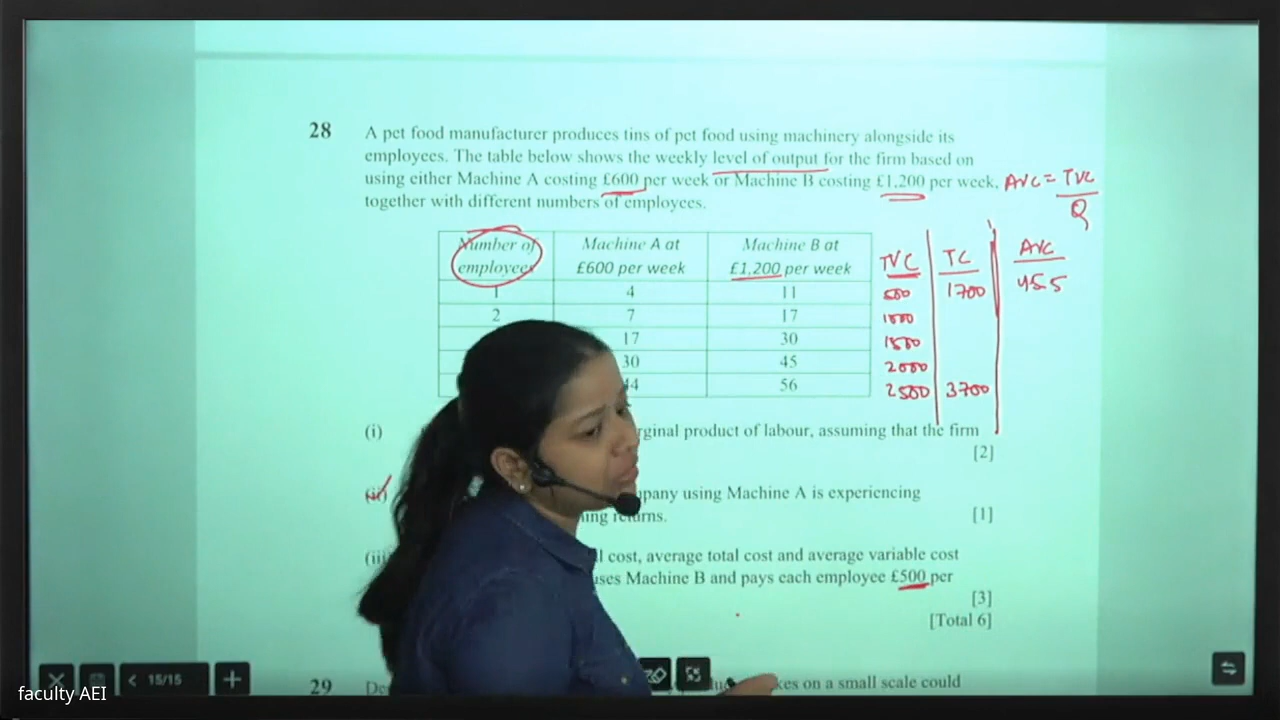 28 A pet food manufacturer produces tins of pet food using machinery alongside its
employees. The table below shows the weekly level of output for the firm based on
using either Machine A costing £600 per week or Machine B costing £1,200 per week,
together with different numbers of employees.
AVC = TVC / Q
Number of employees Machine A at £600 per week Machine B at £1,200 per week TVC TC AVC
1 4 11 500 1700 45.5
2 7 17 1000
17 30 1500
30 45 2000
44 56 2500 3700
(i) product of labour, assuming that the firm
[2]
(ii) using Machine A is experiencing
returns. [1]
cost, average total cost and average variable cost
Machine B and pays each employee £500 per
[3]
[Total 6]
29 on a small scale could
15/15
faculty AEI